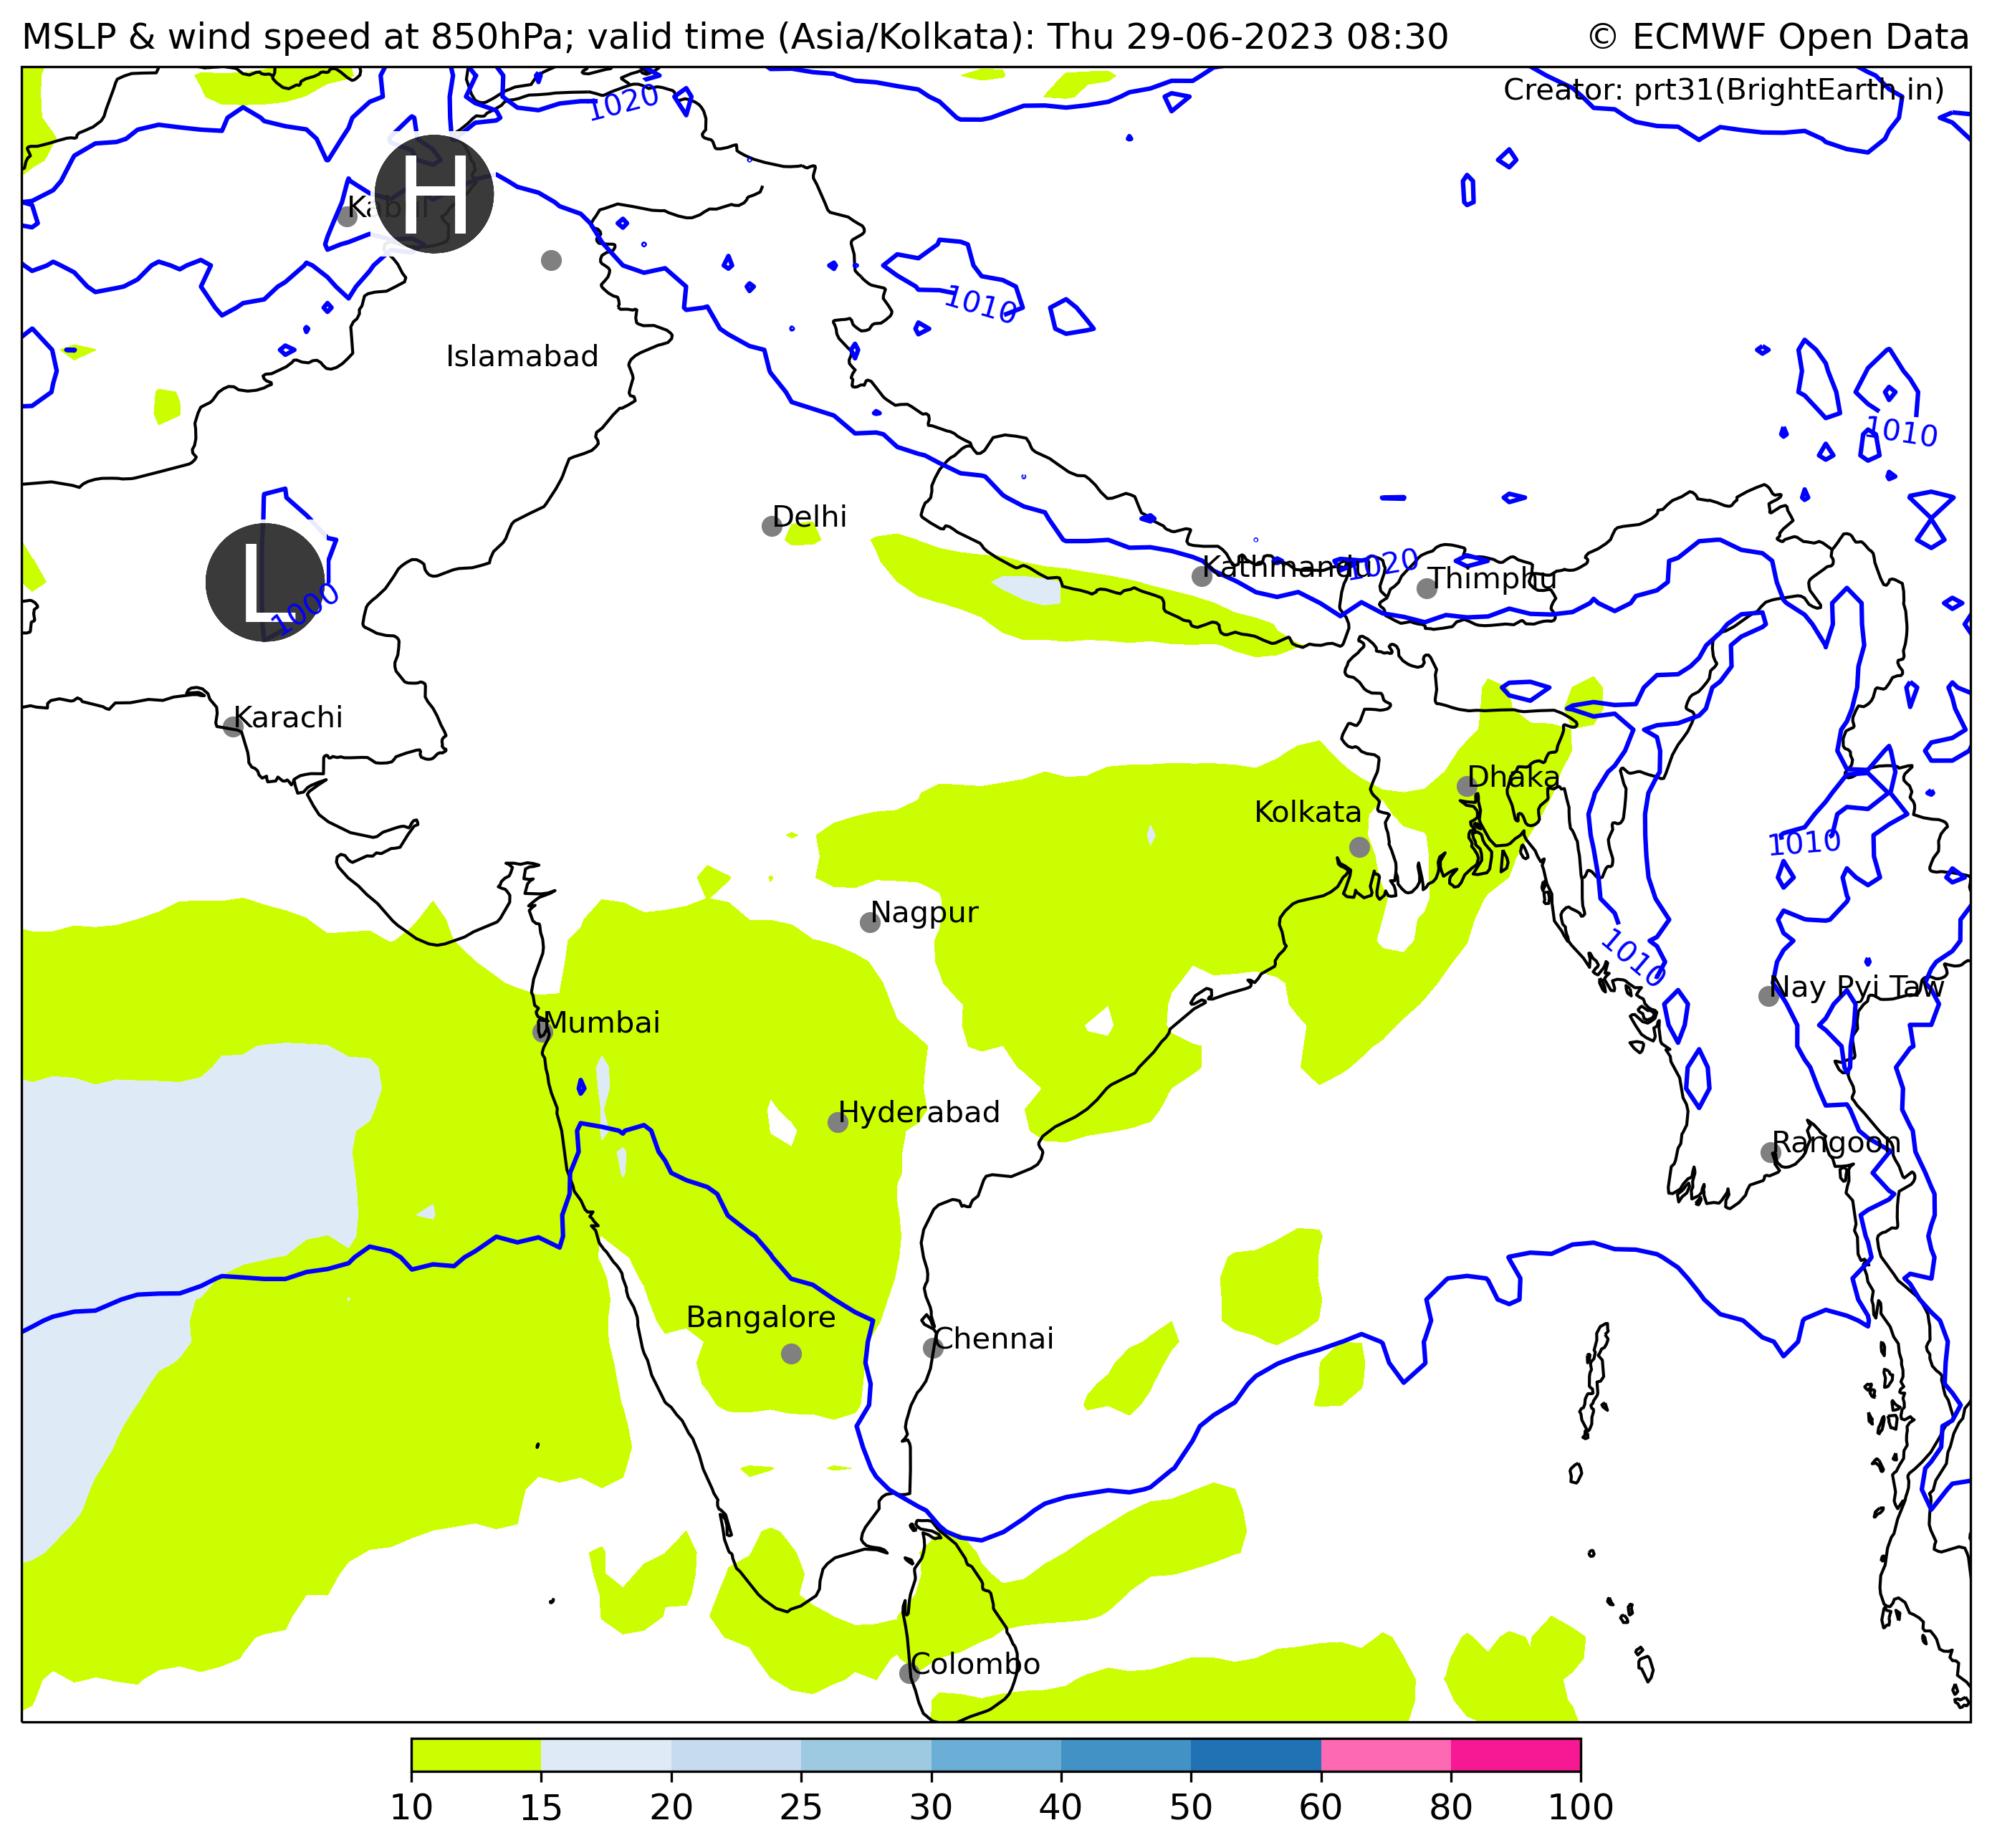 MSLP & wind speed at 850hPa; valid time (Asia/Kolkata): Thu 29-06-2023 08:30
© ECMWF Open Data
Creator: prt31(BrightEarth.in)
1020
H
Kabul
1010
Islamabad
1010
Delhi
Kathmandu
1020
Thimphu
L
1000
Karachi
Dhaka
Kolkata
1010
Nagpur
1010
Nay Pyi Taw
Mumbai
Hyderabad
Rangoon
Bangalore
Chennai
Colombo
10 15 20 25 30 40 50 60 80 100